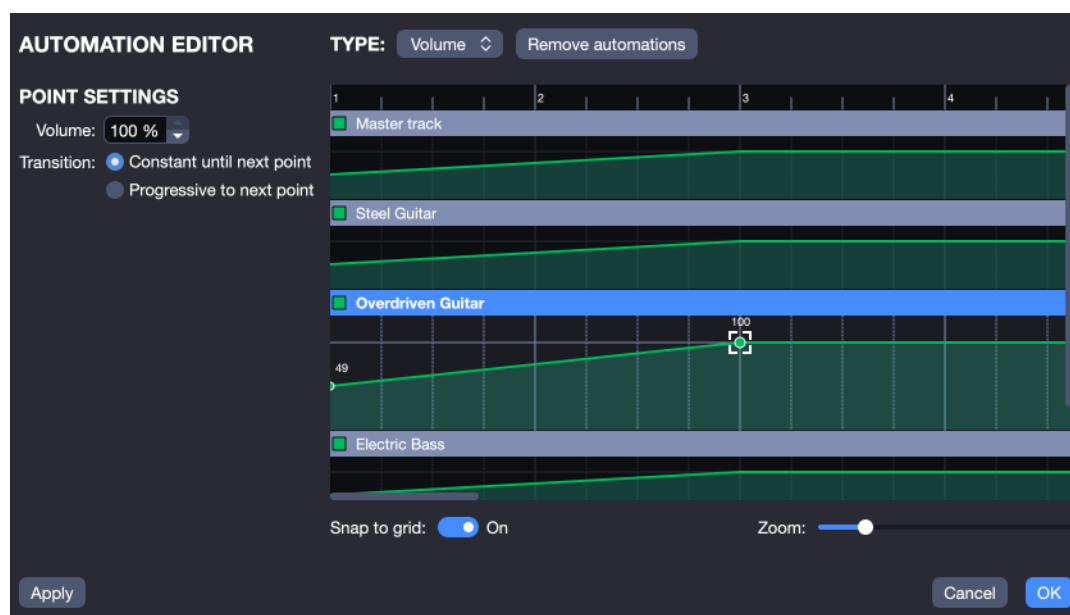 AUTOMATION EDITOR
TYPE: Volume Remove automations
POINT SETTINGS
Volume: 100 %
Transition: Constant until next point
Progressive to next point
1 2 3 4
Master track
Steel Guitar
Overdriven Guitar
100
49
Electric Bass
Snap to grid: On Zoom:
Apply Cancel OK